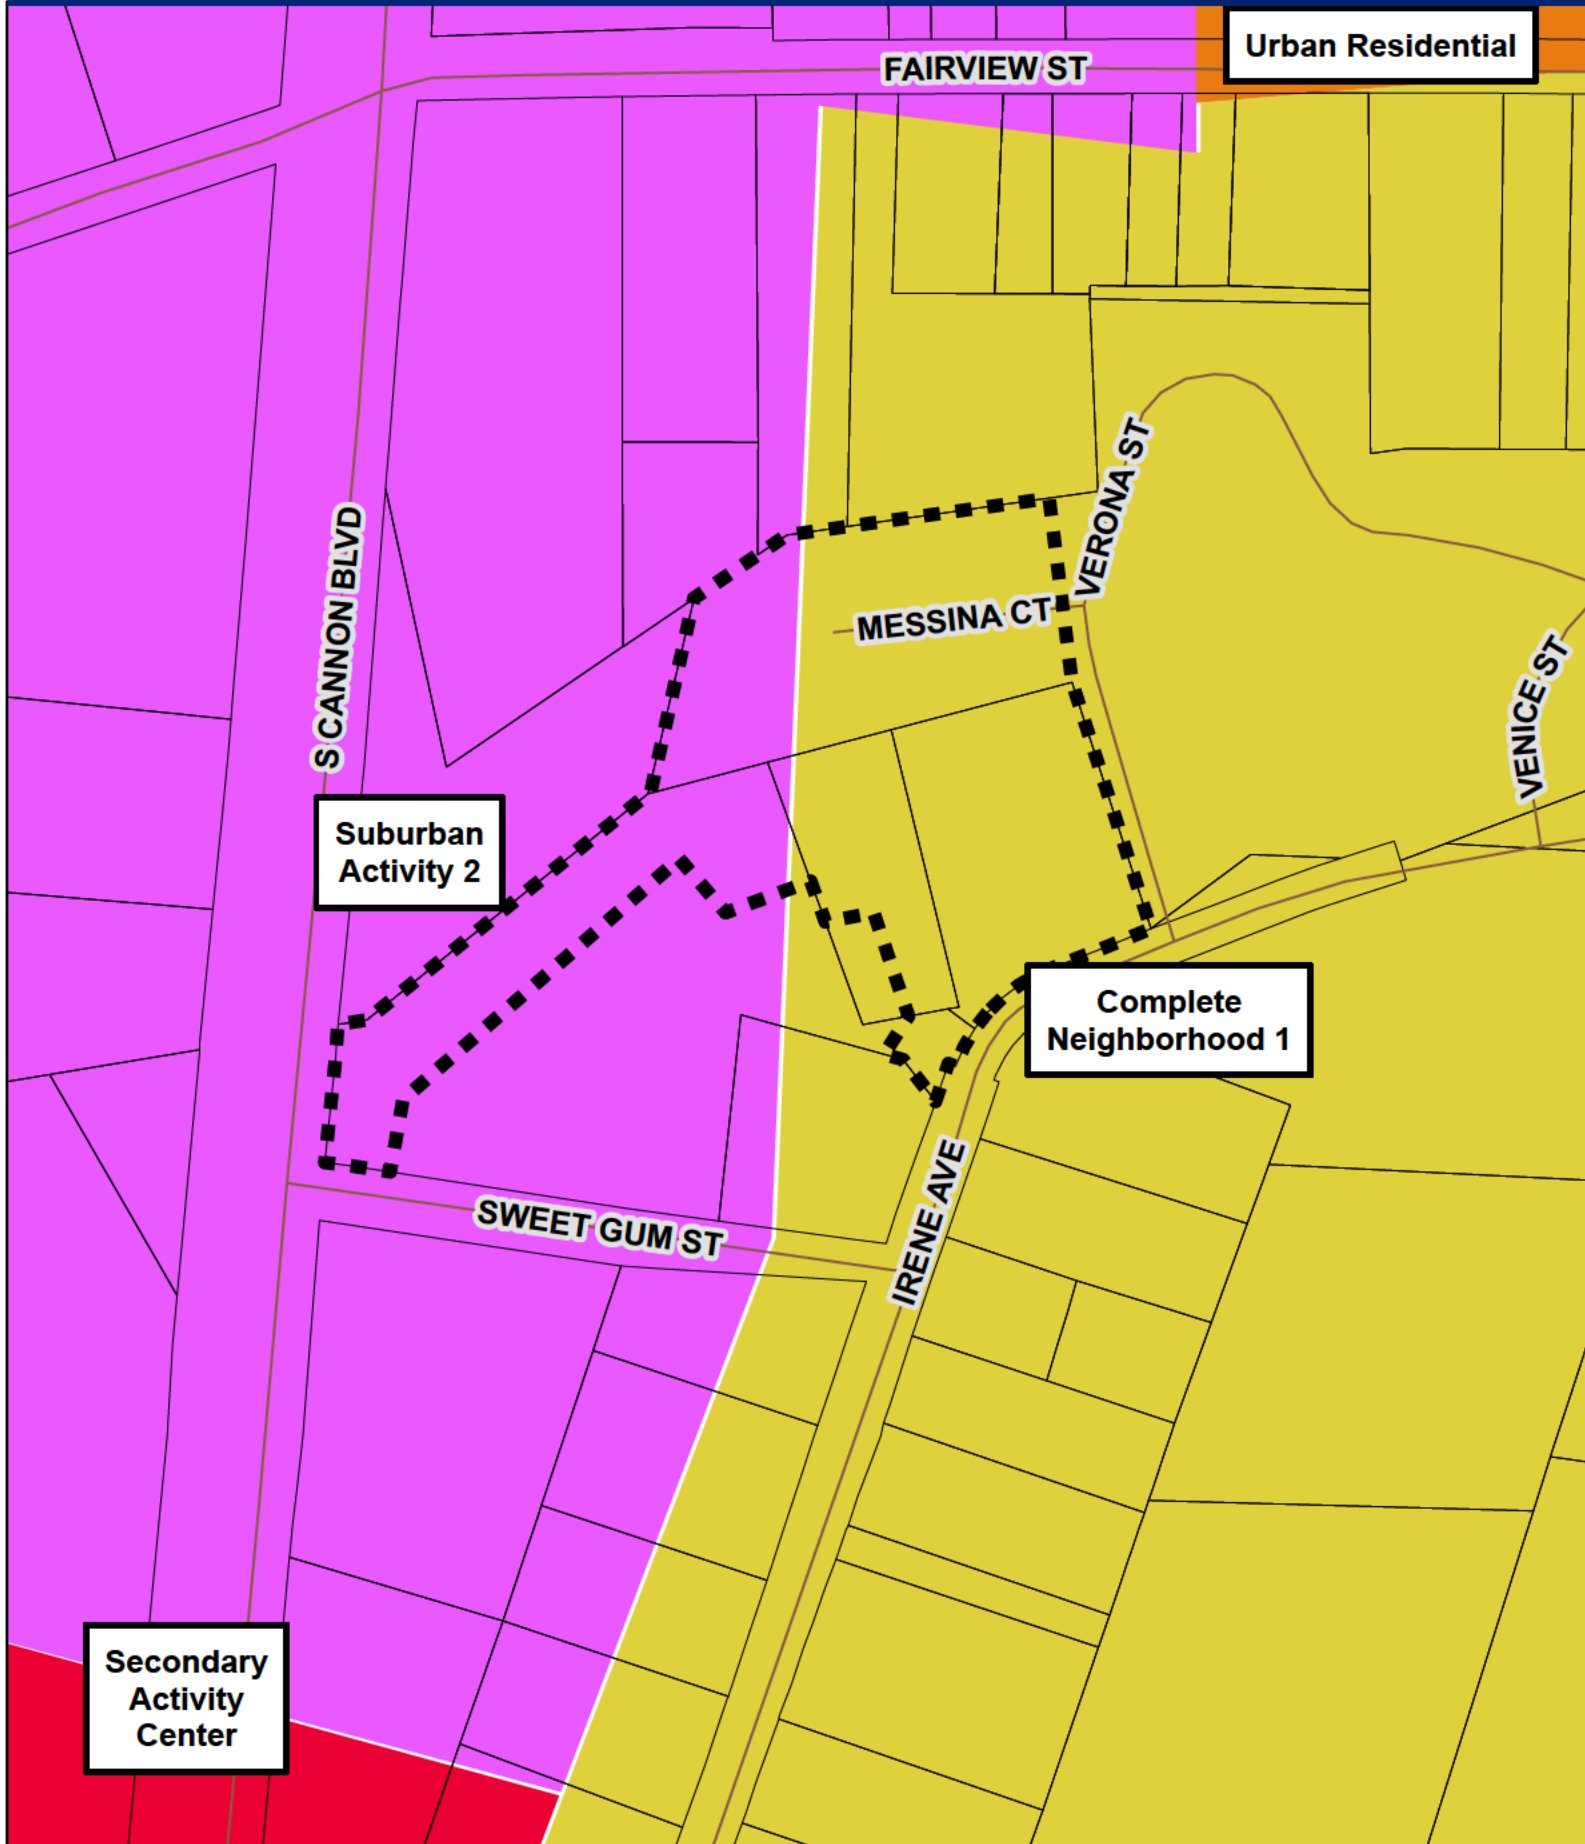 Urban Residential
FAIRVIEW ST
VERONA ST
S CANNON BLVD
MESSINA CT
VENICE ST
Suburban
Activity 2
Complete
Neighborhood 1
SWEET GUM ST
IRENE AVE
Secondary
Activity
Center